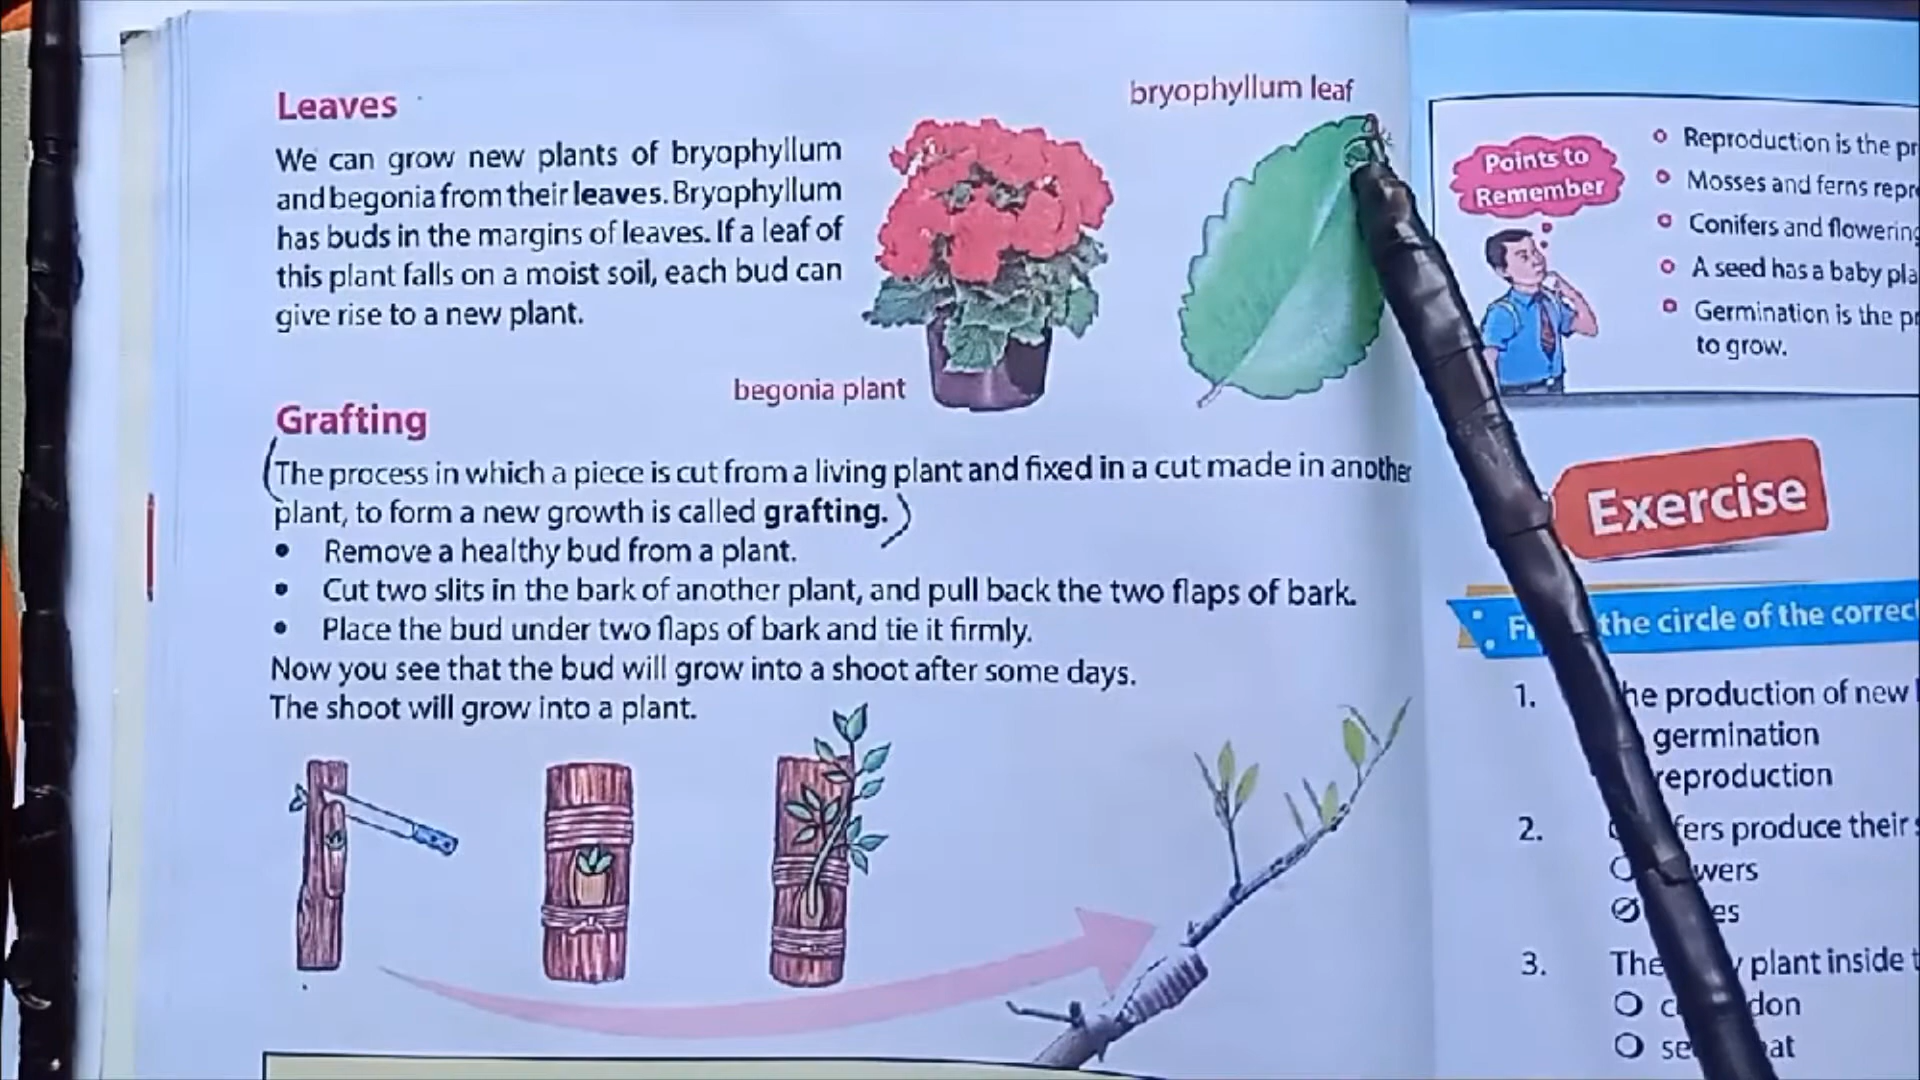 Leaves
We can grow new plants of bryophyllum
and begonia from their leaves. Bryophyllum
has buds in the margins of leaves. If a leaf of
this plant falls on a moist soil, each bud can
give rise to a new plant.
bryophyllum leaf
begonia plant
Grafting
The process in which a piece is cut from a living plant and fixed in a cut made in another
plant, to form a new growth is called grafting.
• Remove a healthy bud from a plant.
• Cut two slits in the bark of another plant, and pull back the two flaps of bark.
• Place the bud under two flaps of bark and tie it firmly.
Now you see that the bud will grow into a shoot after some days.
The shoot will grow into a plant.
Points to
Remember
Reproduction is the
Mosses and ferns
Conifers and
A seed has a baby
Germination is the
to grow.
Exercise
the circle of the
1. production of new
germination
reproduction
2. produce their
3. plant inside